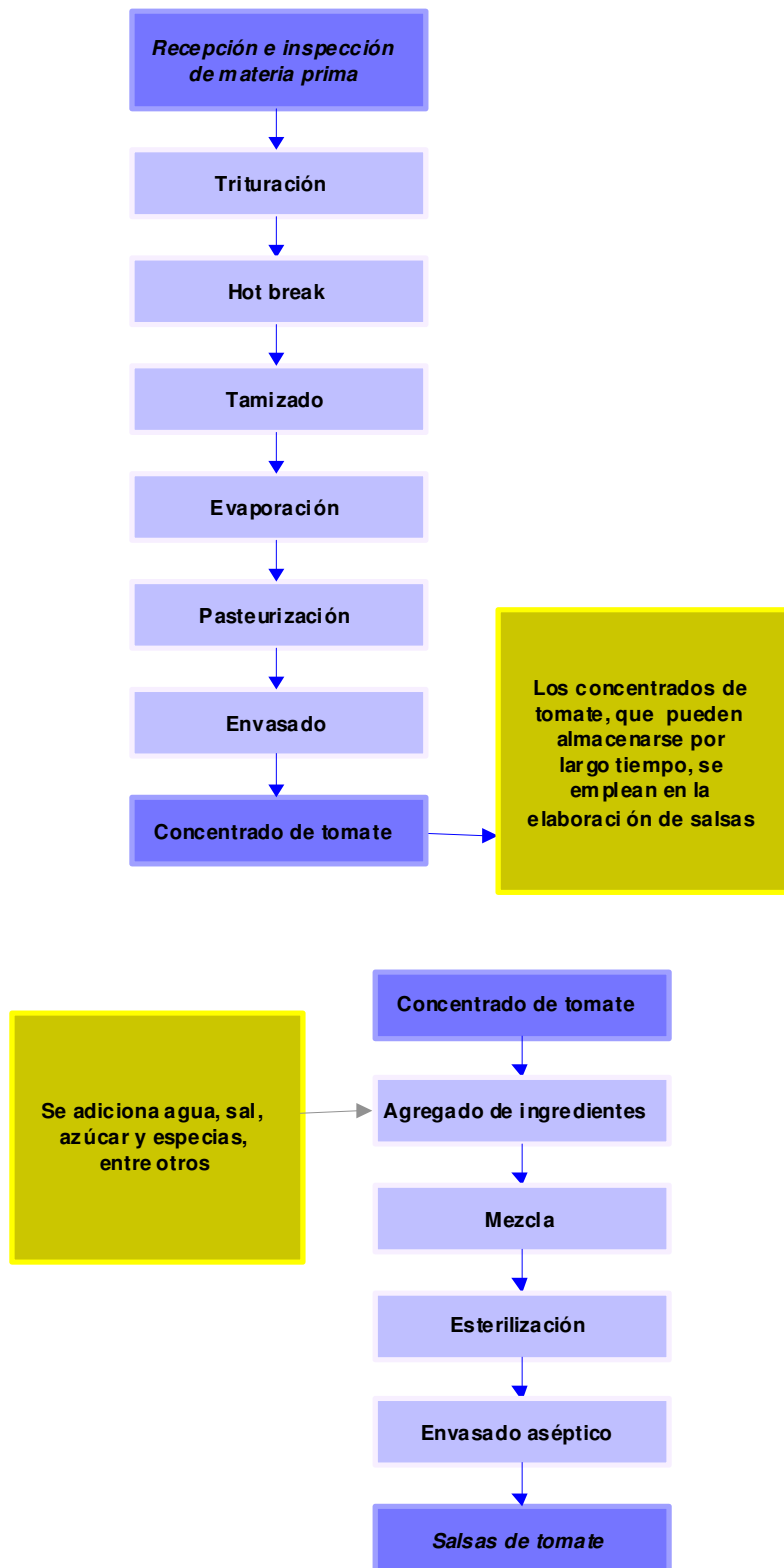 Recepción e inspección
de materia prima
Trituración
Hot break
Tamizado
Evaporación
Pasteurización
Envasado
Concentrado de tomate
Los concentrados de
tomate, que pueden
almacenarse por
largo tiempo, se
emplean en la
elaboración de salsas
Concentrado de tomate
Se adiciona agua, sal,
azúcar y especias,
entre otros
Agregado de ingredientes
Mezcla
Esterilización
Envasado aséptico
Salsas de tomate